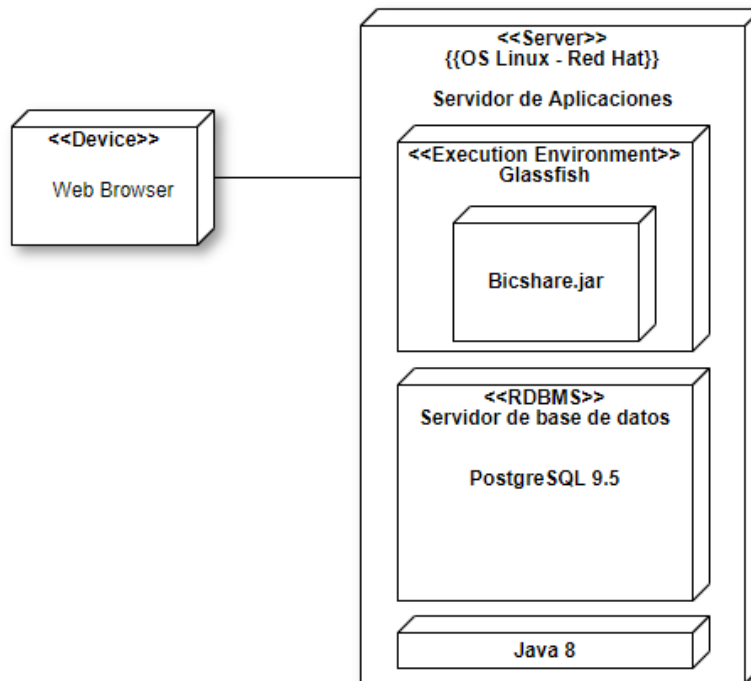 <<Device>>
Web Browser
<<Server>>
{{OS Linux - Red Hat}}
Servidor de Aplicaciones
<<Execution Environment>>
Glassfish
Bicshare.jar
<<RDBMS>>
Servidor de base de datos
PostgreSQL 9.5
Java 8